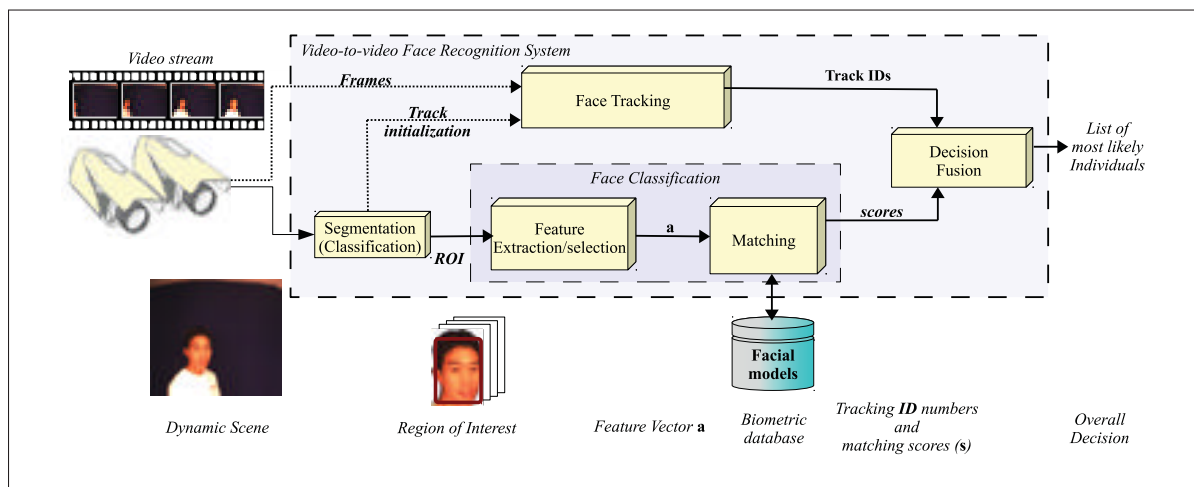 Video-to-video Face Recognition System
Video stream
Frames
Track
initialization
Face Tracking
Track IDs
Decision
Fusion
List of
most likely
Individuals
Face Classification
Segmentation
(Classification)
ROI
Feature
Extraction/selection
a
Matching
scores
Facial
models
Dynamic Scene
Region of Interest
Feature Vector a
Biometric
database
Tracking ID numbers
and
matching scores (s)
Overall
Decision